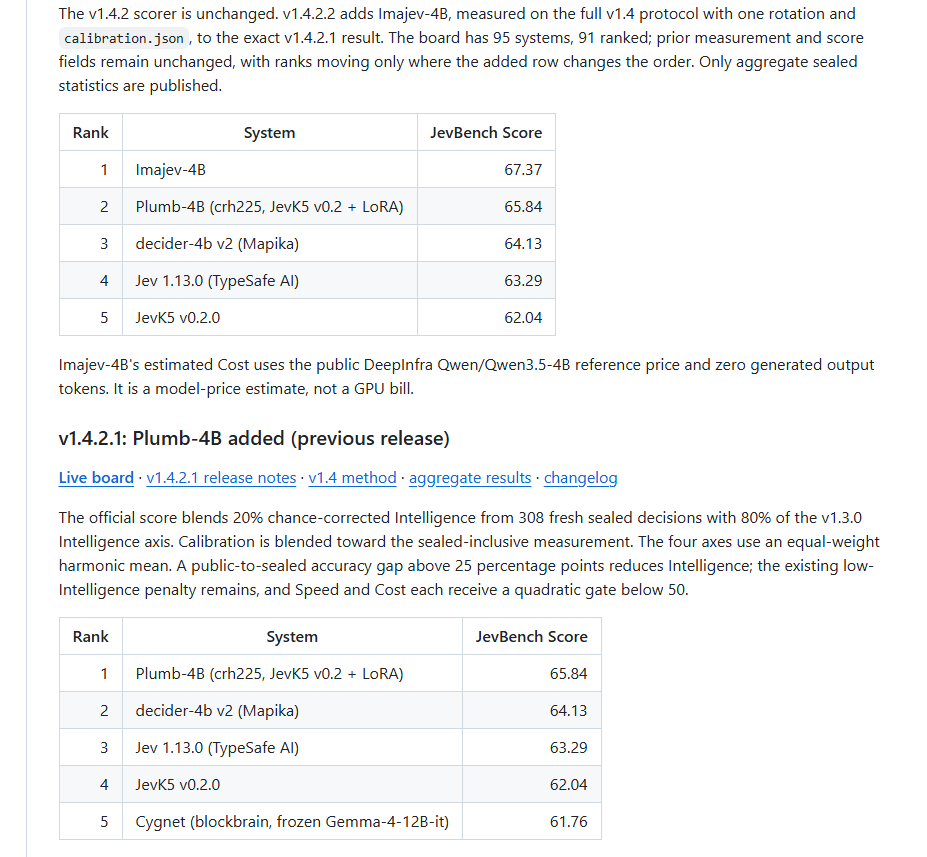 The v1.4.2 scorer is unchanged. v1.4.2.2 adds Imajev-4B, measured on the full v1.4 protocol with one rotation and
calibration.json, to the exact v1.4.2.1 result. The board has 95 systems, 91 ranked; prior measurement and score
fields remain unchanged, with ranks moving only where the added row changes the order. Only aggregate sealed
statistics are published.
Rank System JevBench Score
1 Imajev-4B 67.37
2 Plumb-4B (crh225, JevK5 v0.2 + LoRA) 65.84
3 decider-4b v2 (Mapika) 64.13
4 Jev 1.13.0 (TypeSafe AI) 63.29
5 JevK5 v0.2.0 62.04
Imajev-4B's estimated Cost uses the public DeepInfra Qwen/Qwen3.5-4B reference price and zero generated output
tokens. It is a model-price estimate, not a GPU bill.
v1.4.2.1: Plumb-4B added (previous release)
Live board · v1.4.2.1 release notes · v1.4 method · aggregate results · changelog
The official score blends 20% chance-corrected Intelligence from 308 fresh sealed decisions with 80% of the v1.3.0
Intelligence axis. Calibration is blended toward the sealed-inclusive measurement. The four axes use an equal-weight
harmonic mean. A public-to-sealed accuracy gap above 25 percentage points reduces Intelligence; the existing low-
Intelligence penalty remains, and Speed and Cost each receive a quadratic gate below 50.
Rank System JevBench Score
1 Plumb-4B (crh225, JevK5 v0.2 + LoRA) 65.84
2 decider-4b v2 (Mapika) 64.13
3 Jev 1.13.0 (TypeSafe AI) 63.29
4 JevK5 v0.2.0 62.04
5 Cygnet (blockbrain, frozen Gemma-4-12B-it) 61.76